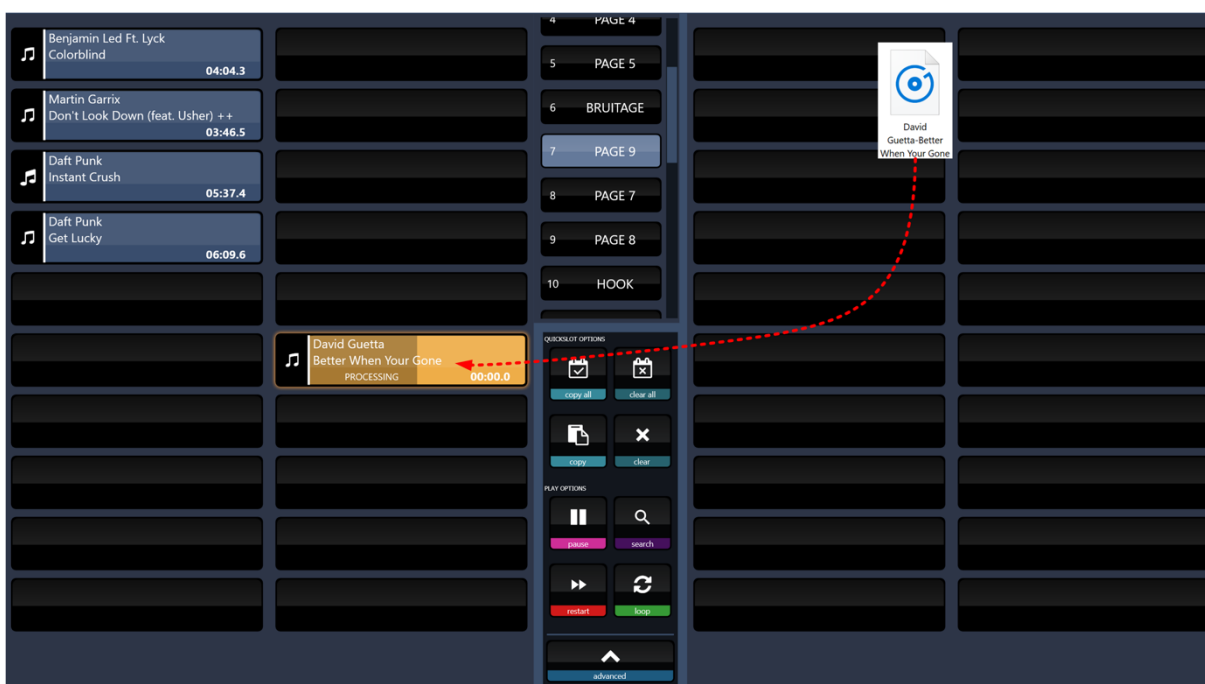 Benjamin Led Ft. Lyck
Colorblind
04:04.3
Martin Garrix
Don't Look Down (feat. Usher) ++
03:46.5
Daft Punk
Instant Crush
05:37.4
Daft Punk
Get Lucky
06:09.6
David Guetta
Better When Your Gone
PROCESSING 00:00.0
4 PAGE 4
5 PAGE 5
6 BRUITAGE
7 PAGE 9
8 PAGE 7
9 PAGE 8
10 HOOK
QUICKSLOT OPTIONS
copy all clear all
copy clear
PLAY OPTIONS
pause search
restart loop
advanced
David
Guetta-Better
When Your Gone